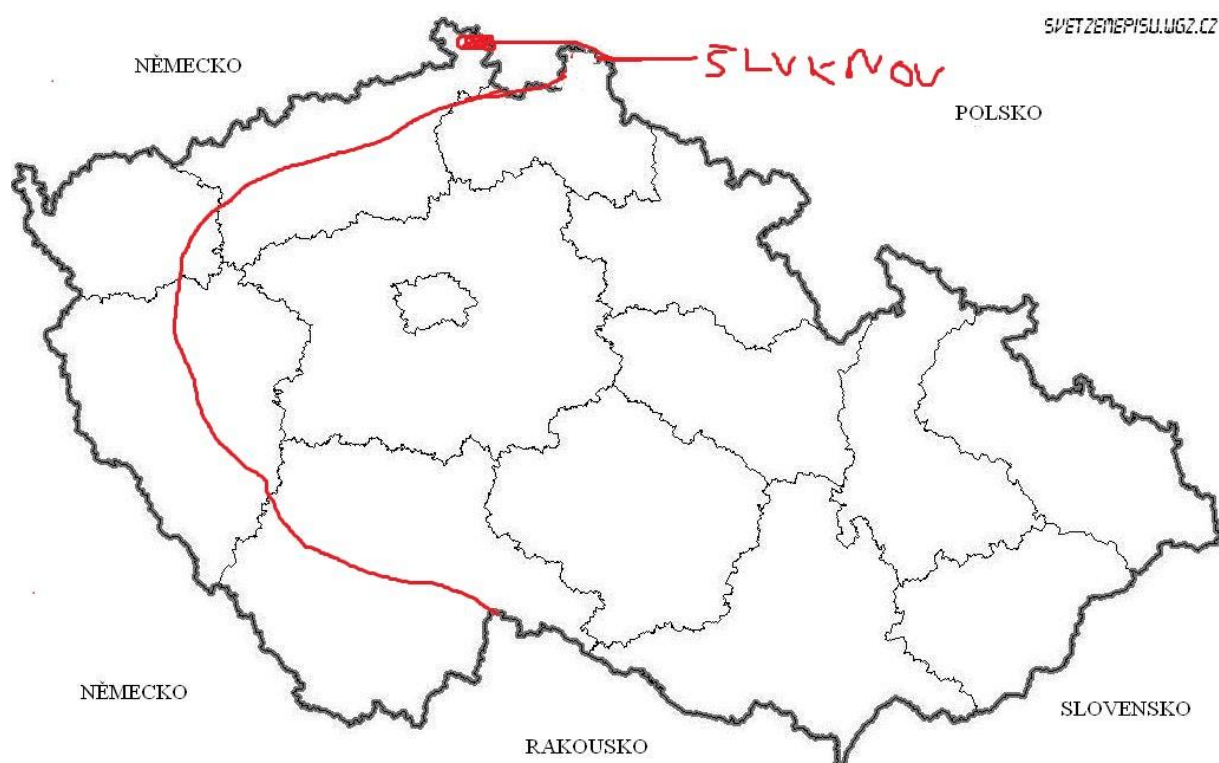 SVETZEMEPISU.WGZ.CZ
NĚMECKO
ŠLUKNOV
POLSKO
NĚMECKO
SLOVENSKO
RAKOUSKO